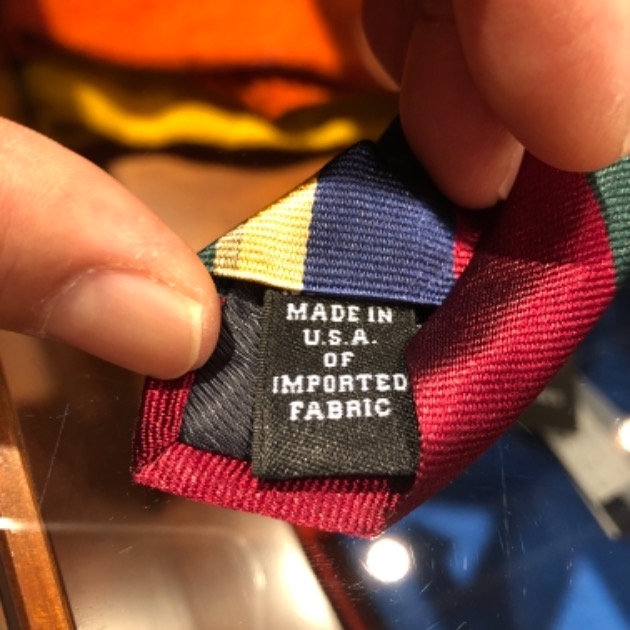 MADE IN
U.S.A.
OF
IMPORTED
FABRIC